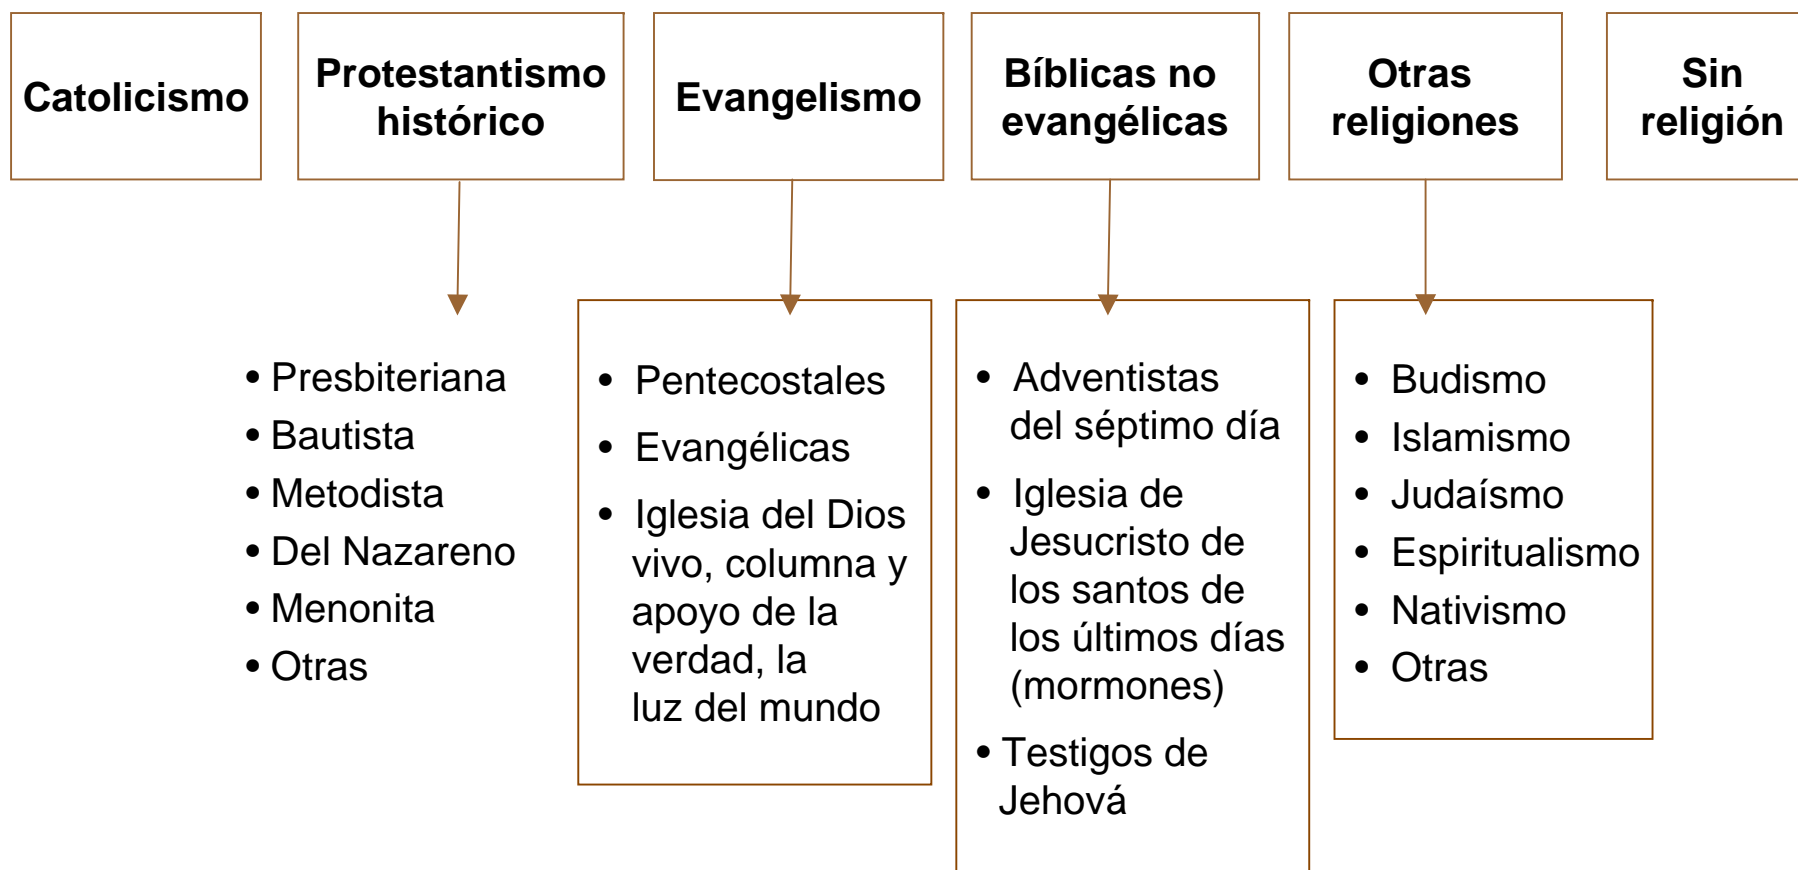 Catolicismo
Protestantismo
histórico
Evangelismo
Bíblicas no
evangélicas
Otras
religiones
Sin
religión
• Presbiteriana
• Bautista
• Metodista
• Del Nazareno
• Menonita
• Otras
• Pentecostales
• Evangélicas
• Iglesia del Dios
vivo, columna y
apoyo de la
verdad, la
luz del mundo
• Adventistas
del séptimo día
• Iglesia de
Jesucristo de
los santos de
los últimos días
(mormones)
• Testigos de
Jehová
• Budismo
• Islamismo
• Judaísmo
• Espiritualismo
• Nativismo
• Otras